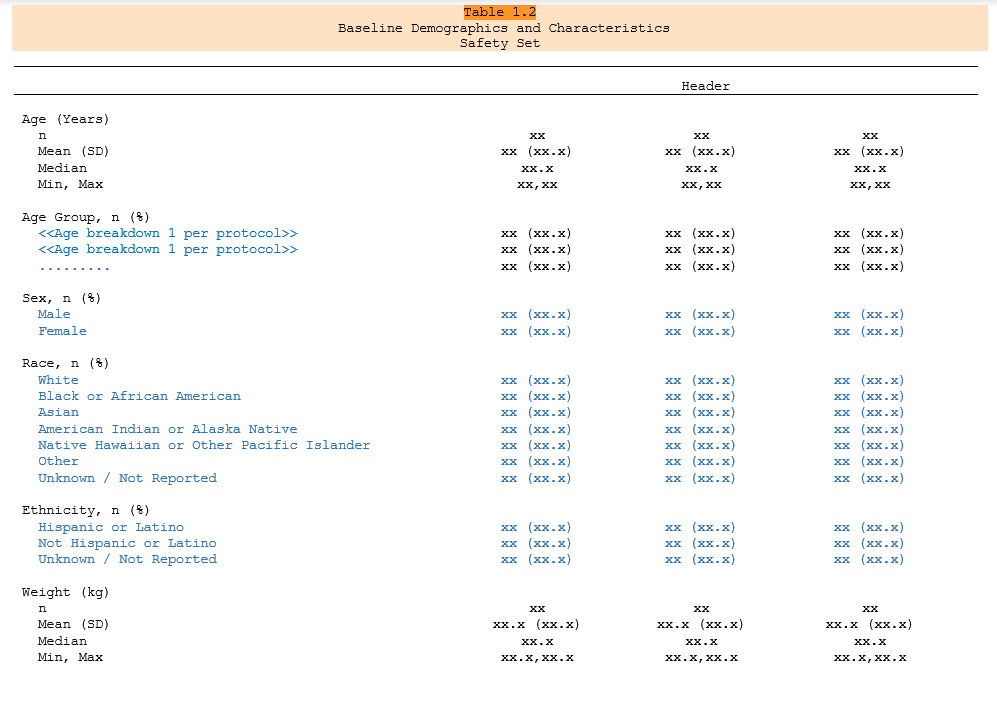 Table 1.2
Baseline Demographics and Characteristics
Safety Set
Header
Age (Years)
n xx xx xx
Mean (SD) xx (xx.x) xx (xx.x) xx (xx.x)
Median xx.x xx.x xx.x
Min, Max xx,xx xx,xx xx,xx
Age Group, n (%)
<<Age breakdown 1 per protocol>> xx (xx.x) xx (xx.x) xx (xx.x)
<<Age breakdown 1 per protocol>> xx (xx.x) xx (xx.x) xx (xx.x)
......... xx (xx.x) xx (xx.x) xx (xx.x)
Sex, n (%)
Male xx (xx.x) xx (xx.x) xx (xx.x)
Female xx (xx.x) xx (xx.x) xx (xx.x)
Race, n (%)
White xx (xx.x) xx (xx.x) xx (xx.x)
Black or African American xx (xx.x) xx (xx.x) xx (xx.x)
Asian xx (xx.x) xx (xx.x) xx (xx.x)
American Indian or Alaska Native xx (xx.x) xx (xx.x) xx (xx.x)
Native Hawaiian or Other Pacific Islander xx (xx.x) xx (xx.x) xx (xx.x)
Other xx (xx.x) xx (xx.x) xx (xx.x)
Unknown / Not Reported xx (xx.x) xx (xx.x) xx (xx.x)
Ethnicity, n (%)
Hispanic or Latino xx (xx.x) xx (xx.x) xx (xx.x)
Not Hispanic or Latino xx (xx.x) xx (xx.x) xx (xx.x)
Unknown / Not Reported xx (xx.x) xx (xx.x) xx (xx.x)
Weight (kg)
n xx xx xx
Mean (SD) xx.x (xx.x) xx.x (xx.x) xx.x (xx.x)
Median xx.x xx.x xx.x
Min, Max xx.x,xx.x xx.x,xx.x xx.x,xx.x